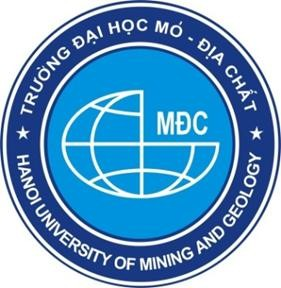 TRƯỜNG ĐẠI HỌC MỎ - ĐỊA CHẤT
MĐC
HANOI UNIVERSITY OF MINING AND GEOLOGY